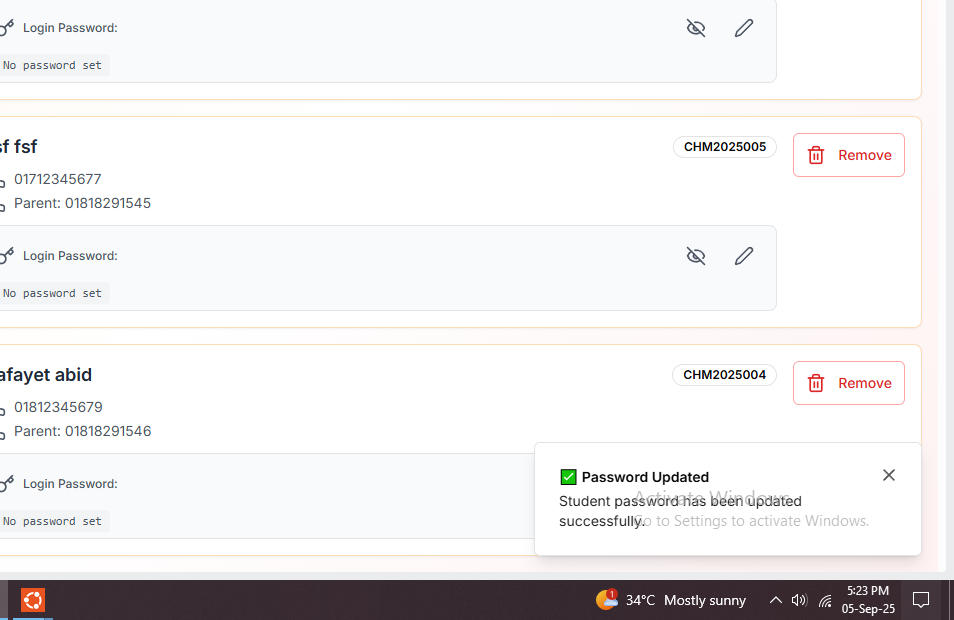 Login Password:
No password set
sf fsf
CHM2025005
Remove
01712345677
Parent: 01818291545
Login Password:
No password set
afayet abid
CHM2025004
Remove
01812345679
Parent: 01818291546
Login Password:
No password set
✅ Password Updated
Student password has been updated
successfully.
Activate Windows
Go to Settings to activate Windows.
1
34°C Mostly sunny
5:23 PM
05-Sep-25